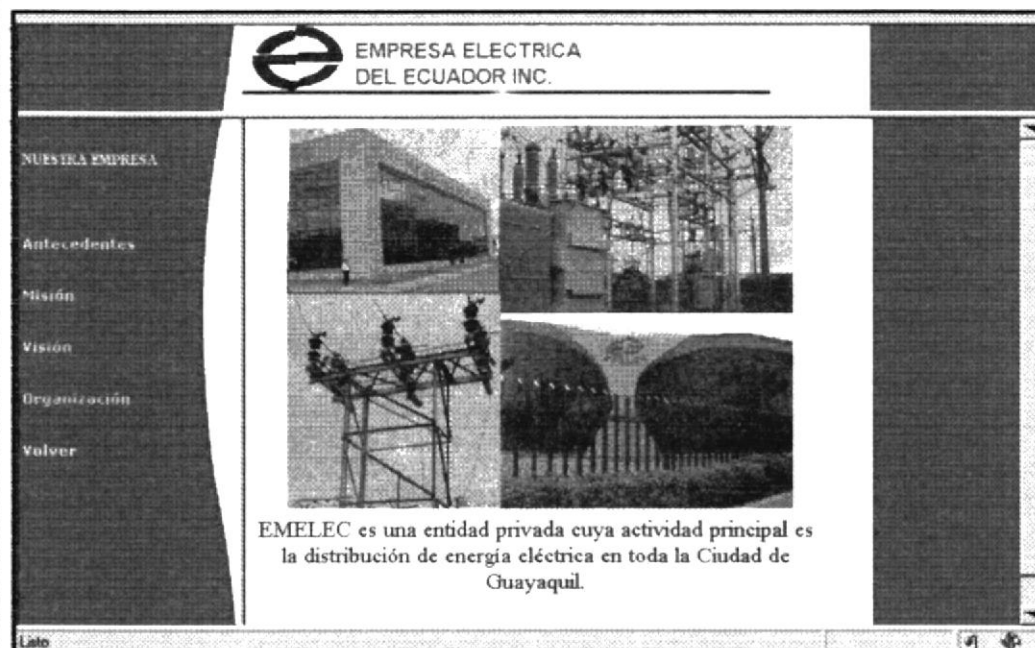 EMPRESA ELECTRICA
DEL ECUADOR INC.
NUESTRA EMPRESA
Antecedentes
Misión
Visión
Organización
Volver
EMELEC es una entidad privada cuya actividad principal es
la distribución de energía eléctrica en toda la Ciudad de
Guayaquil.
Listo